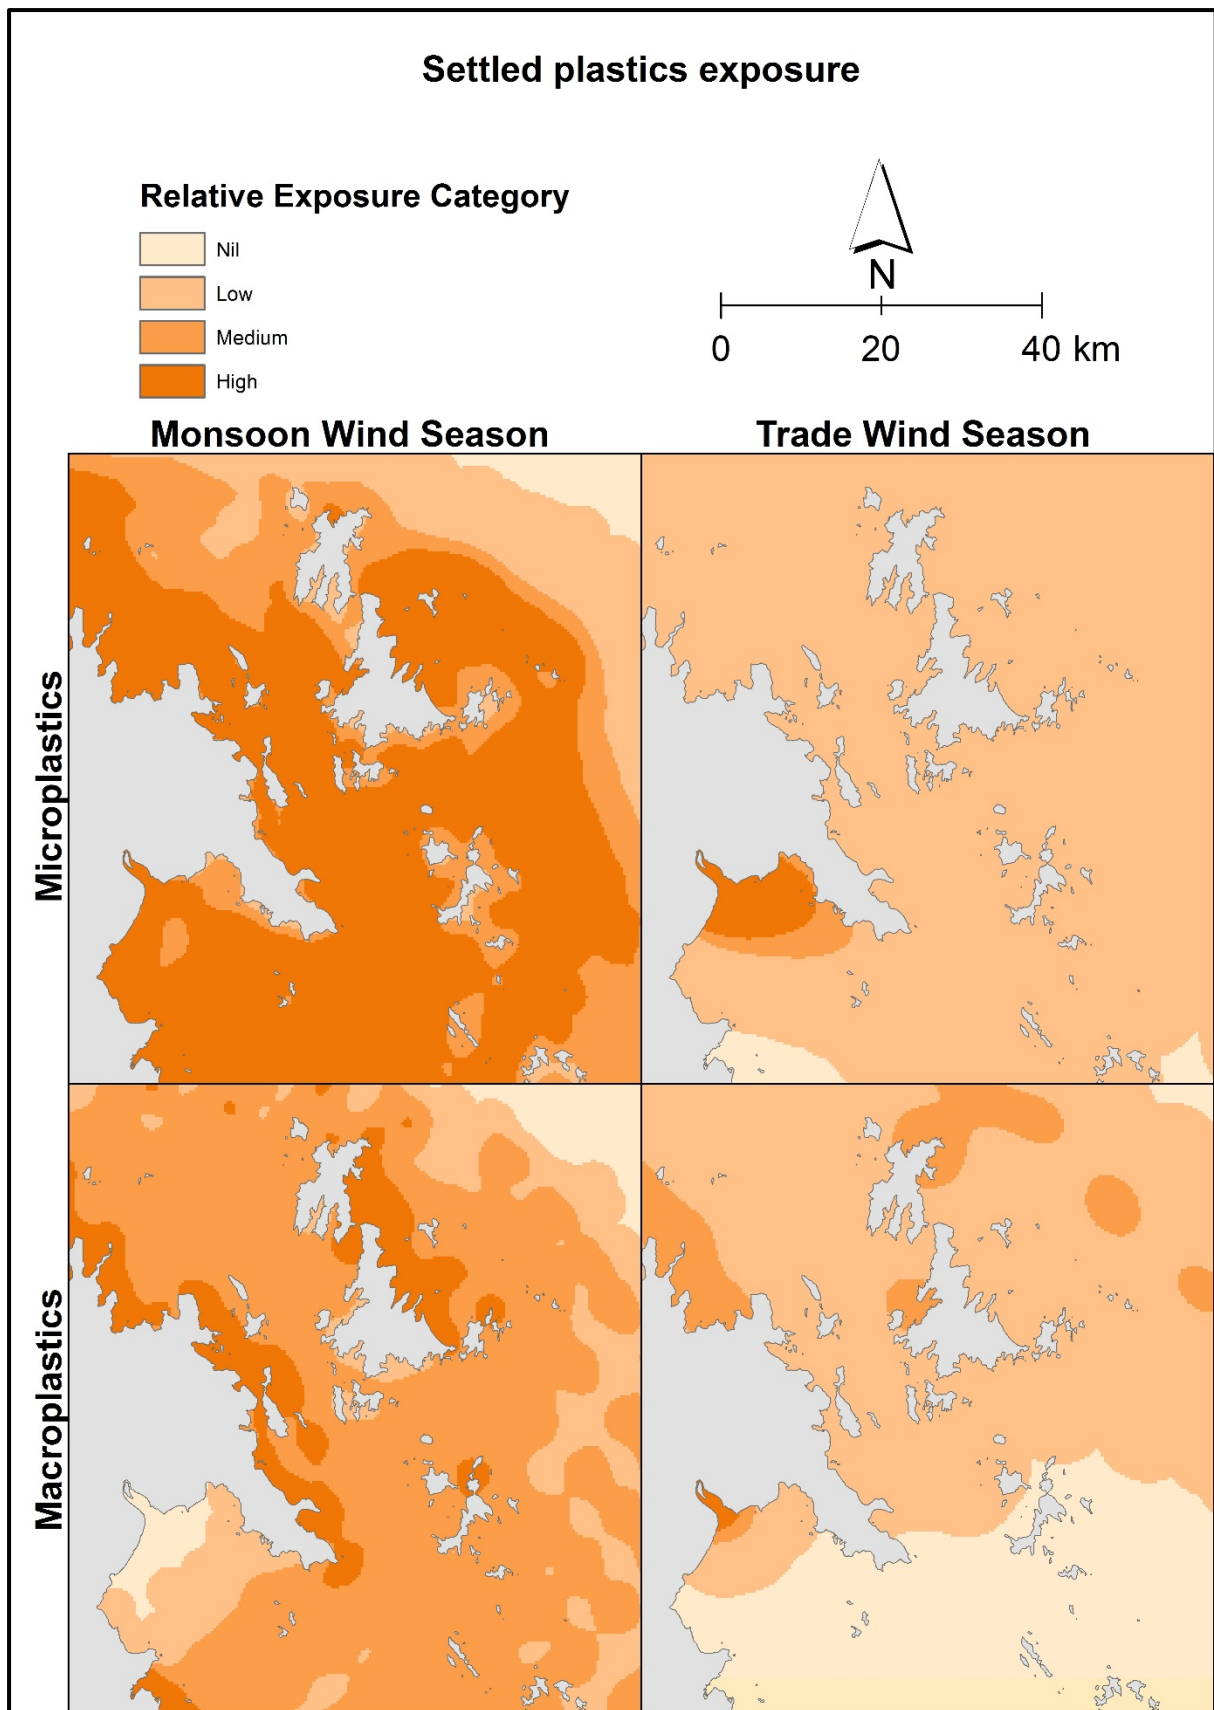 Settled plastics exposure
Relative Exposure Category
Nil
Low
Medium
High
N
0 20 40 km
Monsoon Wind Season
Trade Wind Season
Microplastics
Macroplastics